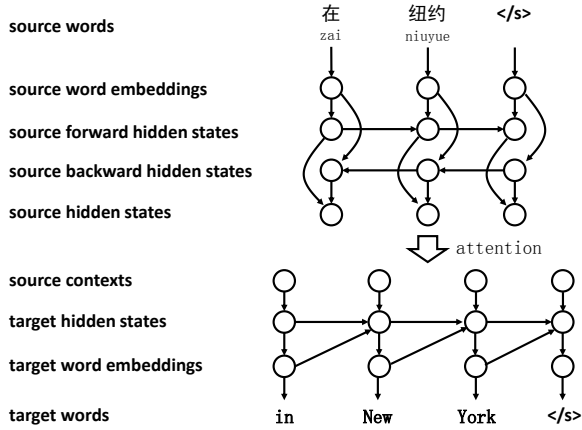 source words 在 纽约 </s>
zai niuyue
source word embeddings
source forward hidden states
source backward hidden states
source hidden states
attention
source contexts
target hidden states
target word embeddings
target words in New York </s>